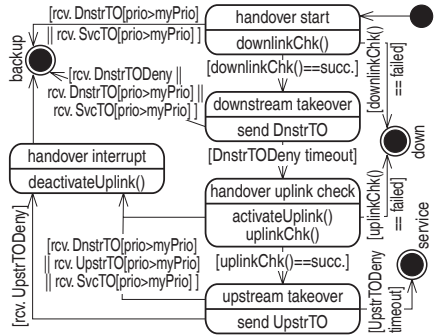 [rcv. DnstrTO[prio>myPrio]
|| rcv. SvcTO[prio>myPrio] ]
handover start
downlinkChk()
backup
[rcv. DnstrTODeny ||
rcv. DnstrTO[prio>myPrio] ||
rcv. SvcTO[prio>myPrio] ]
[downlinkChk()==succ.]
[downlinkChk()
== failed]
down
downstream takeover
send DnstrTO
[DnstrTODeny timeout]
handover interrupt
deactivateUplink()
handover uplink check
activateUplink()
uplinkChk()
[uplinkChk()
== failed]
service
[rcv. UpstrTODeny]
[rcv. DnstrTO[prio>myPrio]
|| rcv. UpstrTO[prio>myPrio]
|| rcv. SvcTO[prio>myPrio] ]
[uplinkChk()==succ.]
[UpstrTODeny
timeout]
upstream takeover
send UpstrTO